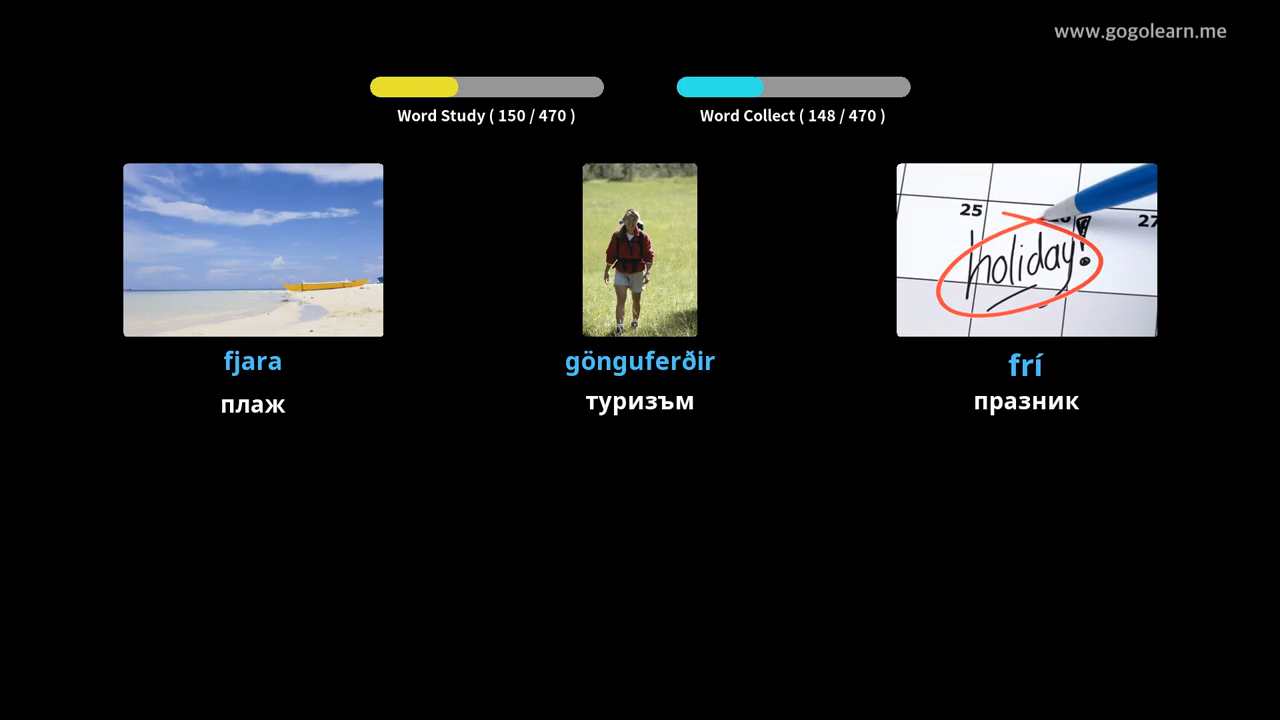 www.gogolearn.me
Word Study ( 150 / 470 )
Word Collect ( 148 / 470 )
25
27
holiday!
fjara
gönguferðir
frí
плаж
туризъм
празник